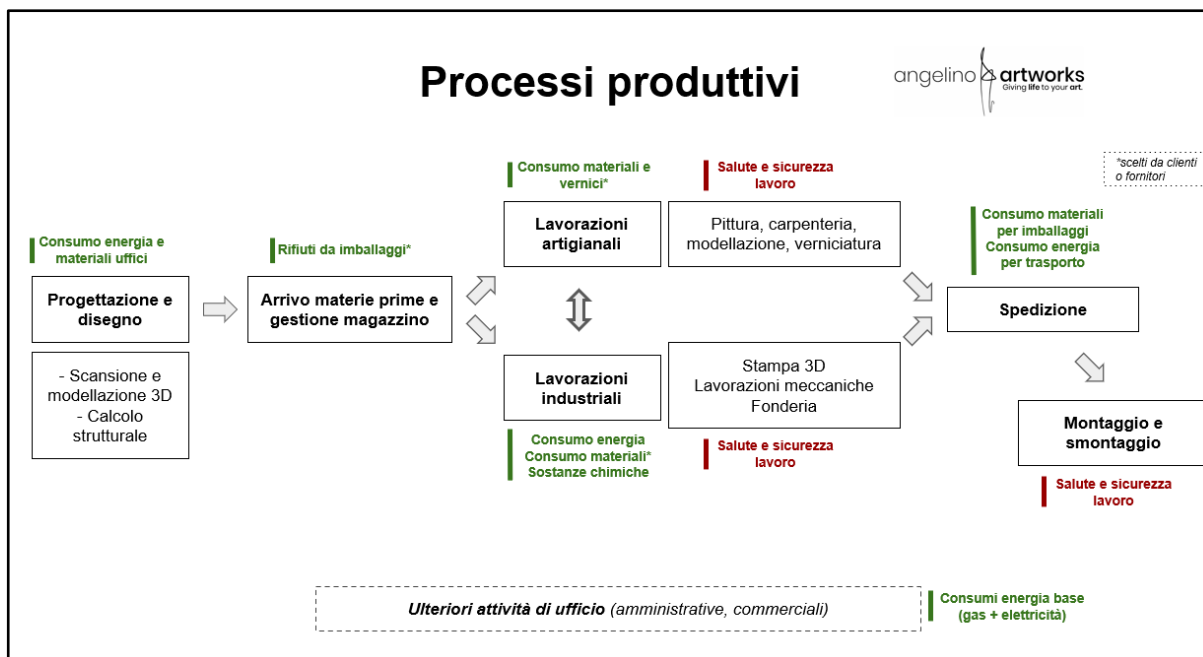 Processi produttivi
angelino artworks
Giving life to your art.
*scelti da clienti
o fornitori
Consumo energia e
materiali uffici
Progettazione e
disegno
- Scansione e
modellazione 3D
- Calcolo
strutturale
Rifiuti da imballaggi*
Arrivo materie prime e
gestione magazzino
Consumo materiali e
vernici*
Lavorazioni
artigianali
Salute e sicurezza
lavoro
Pittura, carpenteria,
modellazione, verniciatura
Lavorazioni
industriali
Consumo energia
Consumo materiali*
Sostanze chimiche
Stampa 3D
Lavorazioni meccaniche
Fonderia
Salute e sicurezza
lavoro
Consumo materiali
per imballaggi
Consumo energia
per trasporto
Spedizione
Montaggio e
smontaggio
Salute e sicurezza
lavoro
Ulteriori attività di ufficio (amministrative, commerciali)
Consumi energia base
(gas + elettricità)